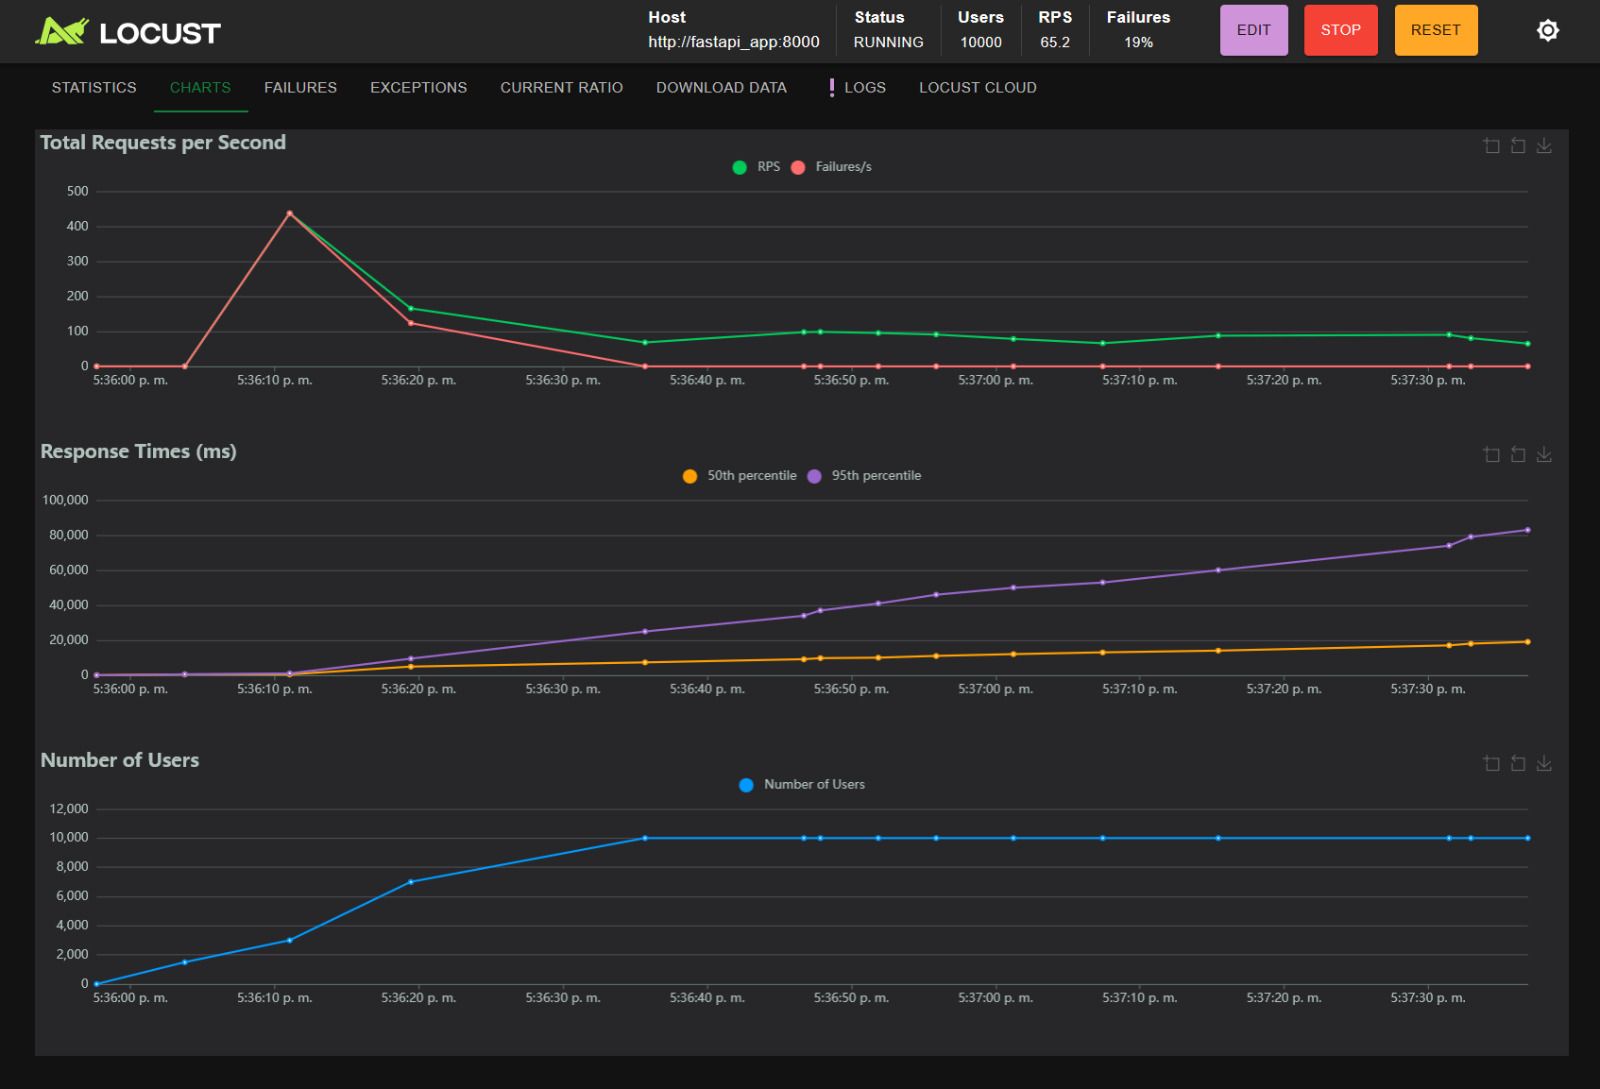 LOCUST
Host
http://fastapi_app:8000
Status
RUNNING
Users
10000
RPS
65.2
Failures
19%
EDIT
STOP
RESET
STATISTICS
CHARTS
FAILURES
EXCEPTIONS
CURRENT RATIO
DOWNLOAD DATA
! LOGS
LOCUST CLOUD
Total Requests per Second
RPS Failures/s
500
400
300
200
100
0
5:36:00 p. m. 5:36:10 p. m. 5:36:20 p. m. 5:36:30 p. m. 5:36:40 p. m. 5:36:50 p. m. 5:37:00 p. m. 5:37:10 p. m. 5:37:20 p. m. 5:37:30 p. m.
Response Times (ms)
50th percentile 95th percentile
100,000
80,000
60,000
40,000
20,000
0
5:36:00 p. m. 5:36:10 p. m. 5:36:20 p. m. 5:36:30 p. m. 5:36:40 p. m. 5:36:50 p. m. 5:37:00 p. m. 5:37:10 p. m. 5:37:20 p. m. 5:37:30 p. m.
Number of Users
Number of Users
12,000
10,000
8,000
6,000
4,000
2,000
0
5:36:00 p. m. 5:36:10 p. m. 5:36:20 p. m. 5:36:30 p. m. 5:36:40 p. m. 5:36:50 p. m. 5:37:00 p. m. 5:37:10 p. m. 5:37:20 p. m. 5:37:30 p. m.